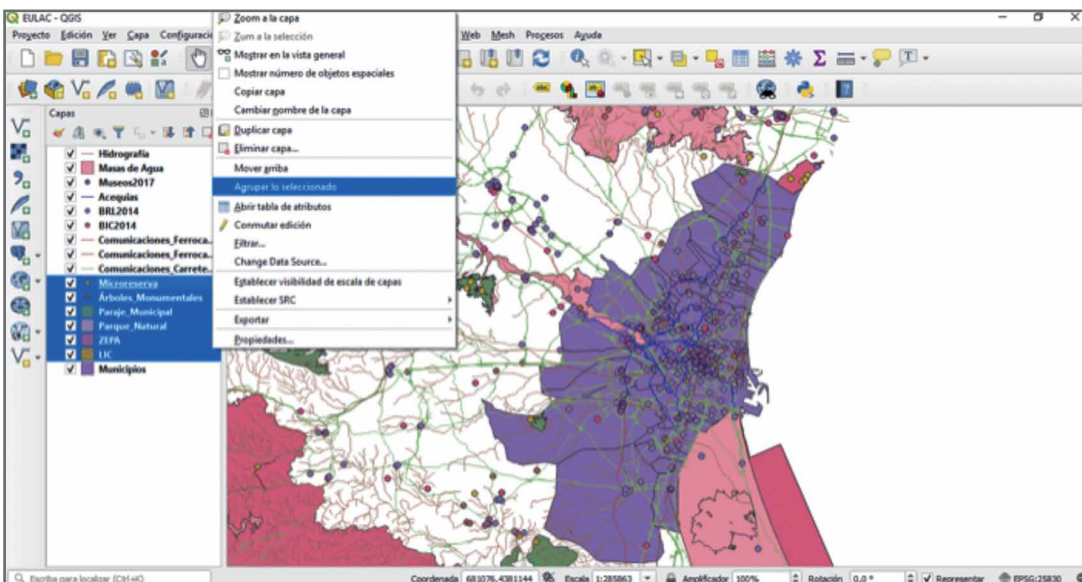 EULAC - QGIS
Proyecto Edición Ver Capa Configuraci
Web Mesh Procesos Ayuda
Zoom a la capa
Zum a la selección
Mostrar en la vista general
Mostrar número de objetos espaciales
Copiar capa
Cambiar nombre de la capa
Duplicar capa
Eliminar capa...
Mover arriba
Agrupar lo seleccionado
Abrir tabla de atributos
Conmutar edición
Filtrar...
Change Data Source...
Establecer visibilidad de escala de capas
Establecer SRC
Exportar
Propiedades...
Capas
Hidrografía
Masas de Agua
Museos2017
Acequias
BRL2014
BIC2014
Comunicaciones_Ferroca...
Comunicaciones_Ferroca...
Comunicaciones_Carrete...
Microreserva
Árboles_Monumentales
Paraje_Municipal
Parque_Natural
ZEPA
LIC
Municipios
abc
Escriba para localizar (Ctrl+K)
Coordenada 681076,4381144 Escala 1:285863 Amplificador 100% Rotación 0,0 ° Representar EPSG:25830